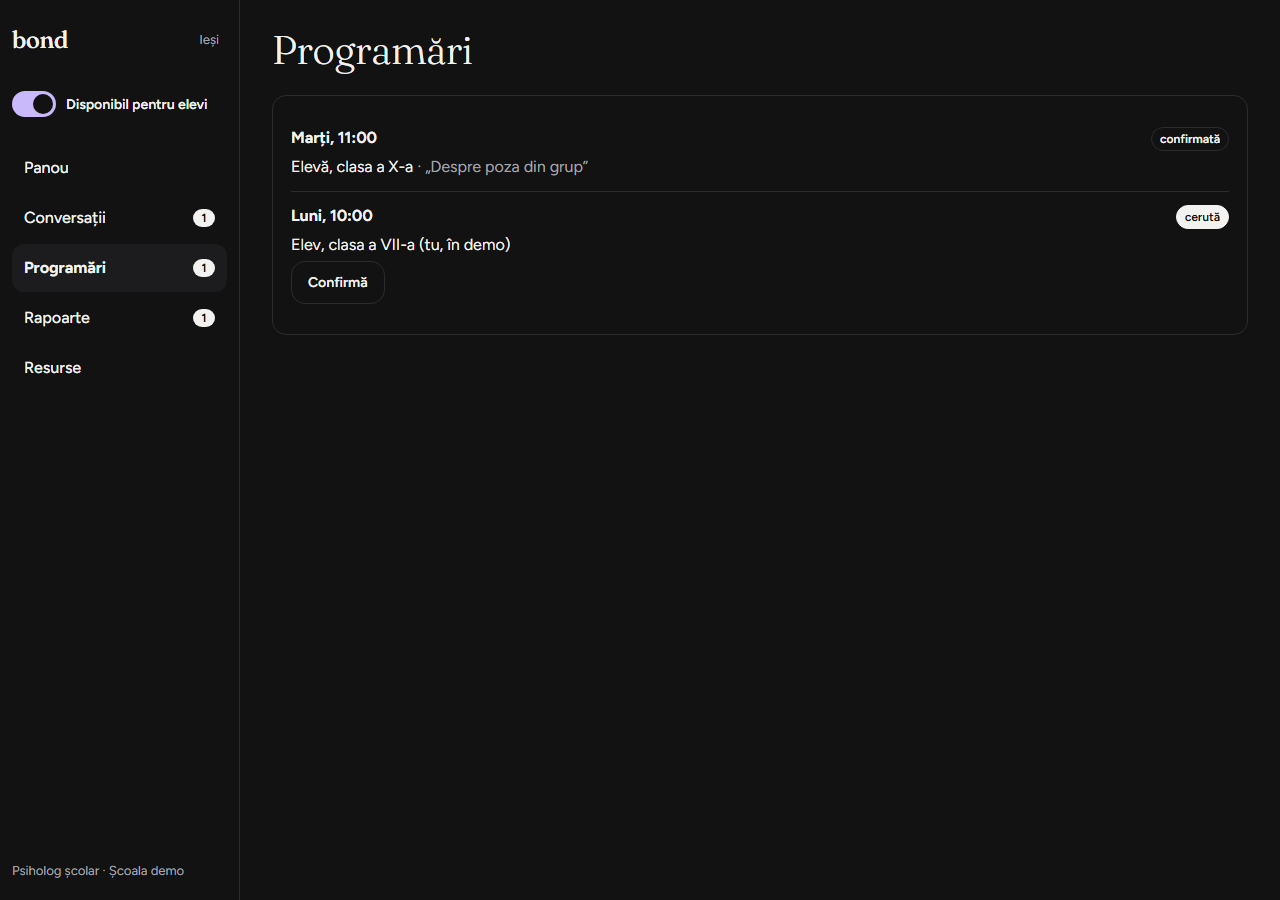 bond
Ieși
Disponibil pentru elevi
Panou
Conversații 1
Programări 1
Rapoarte 1
Resurse
Psiholog școlar · Școala demo
Programări
Marți, 11:00
confirmată
Elevă, clasa a X-a · „Despre poza din grup”
Luni, 10:00
cerută
Elev, clasa a VII-a (tu, în demo)
Confirmă